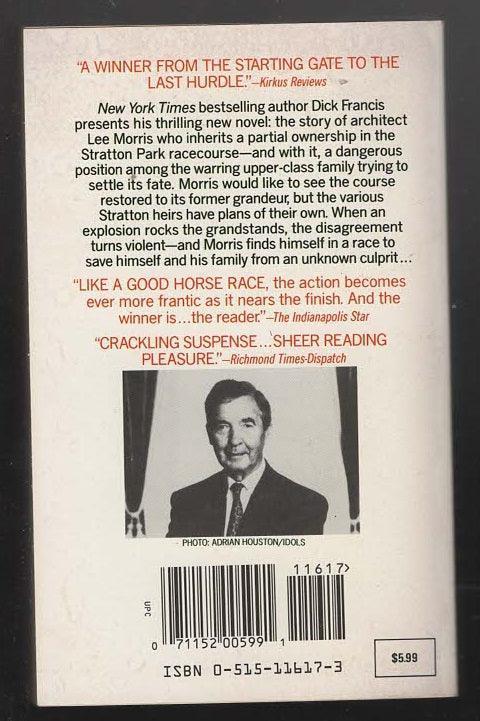 "A WINNER FROM THE STARTING GATE TO THE
LAST HURDLE."—Kirkus Reviews
New York Times bestselling author Dick Francis
presents his thrilling new novel: the story of architect
Lee Morris who inherits a partial ownership in the
Stratton Park racecourse—and with it, a dangerous
position among the warring upper-class family trying to
settle its fate. Morris would like to see the course
restored to its former grandeur, but the various
Stratton heirs have plans of their own. When an
explosion rocks the grandstands, the disagreement
turns violent—and Morris finds himself in a race to
save himself and his family from an unknown culprit...
"LIKE A GOOD HORSE RACE, the action becomes
ever more frantic as it nears the finish. And the
winner is...the reader."—The Indianapolis Star
"CRACKLING SUSPENSE...SHEER READING
PLEASURE."—Richmond Times-Dispatch
PHOTO: ADRIAN HOUSTON/IDOLS
11617>
UPC
0 71152 00599 1
ISBN 0-515-11617-3
$5.99